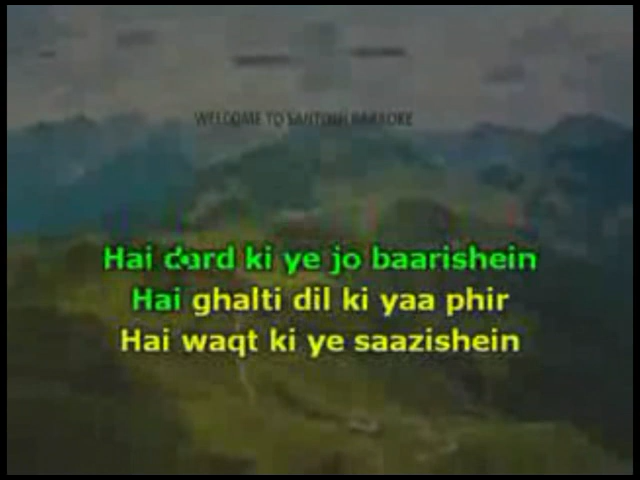 WELCOME TO SANTOSH KARAOKE
Hai dard ki ye jo baarishein
Hai ghalti dil ki yaa phir
Hai waqt ki ye saazishein